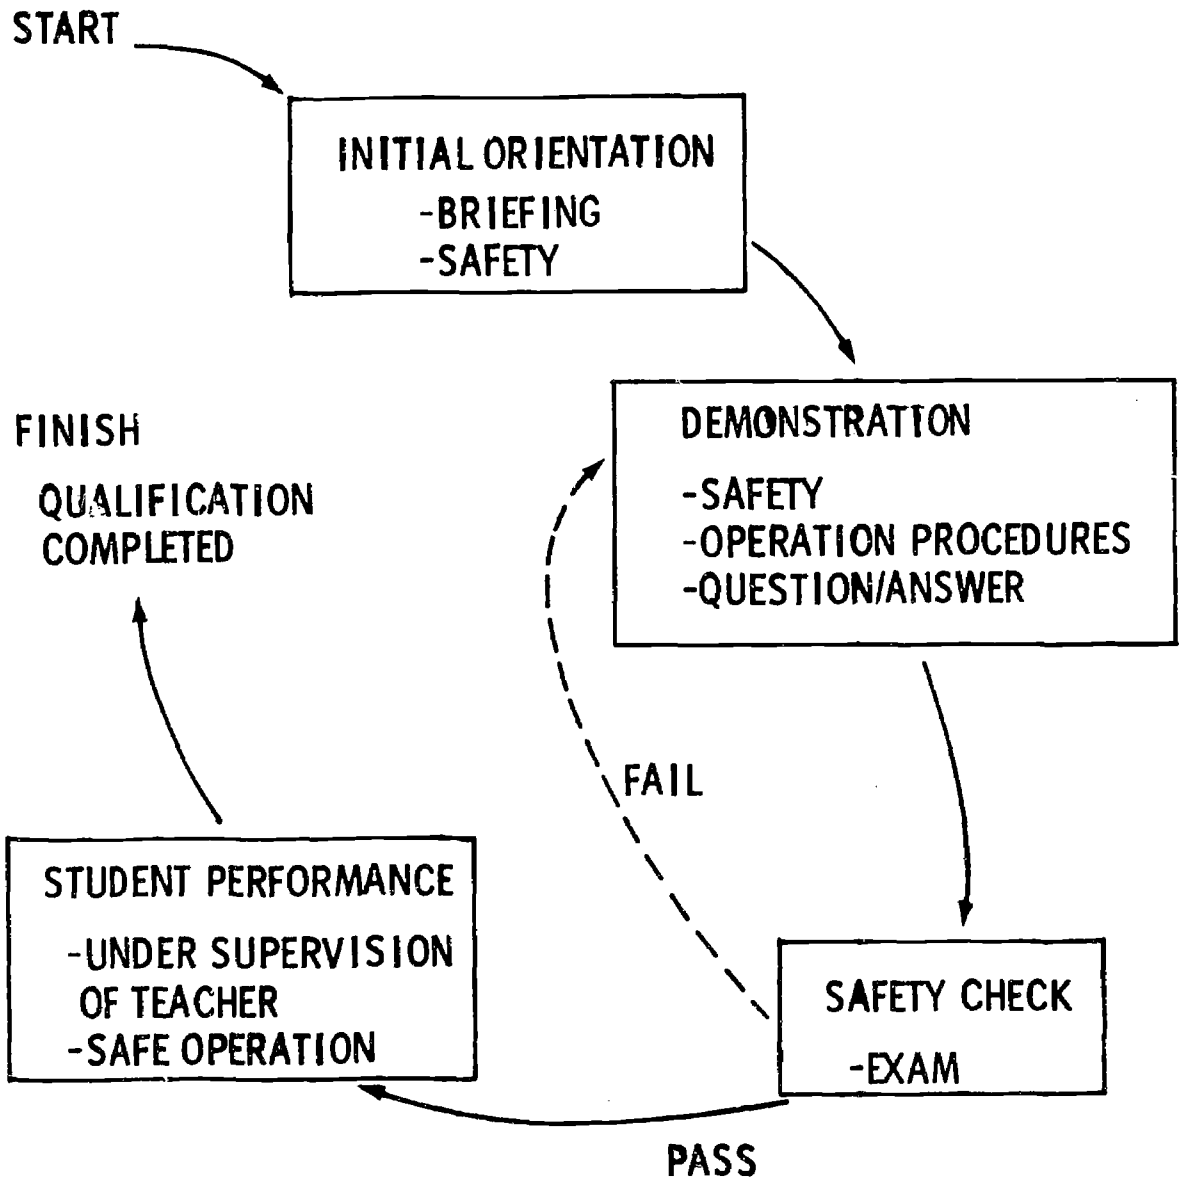 START
INITIAL ORIENTATION
-BRIEFING
-SAFETY
DEMONSTRATION
-SAFETY
-OPERATION PROCEDURES
-QUESTION/ANSWER
FAIL
SAFETY CHECK
-EXAM
PASS
STUDENT PERFORMANCE
-UNDER SUPERVISION
OF TEACHER
-SAFE OPERATION
FINISH
QUALIFICATION
COMPLETED